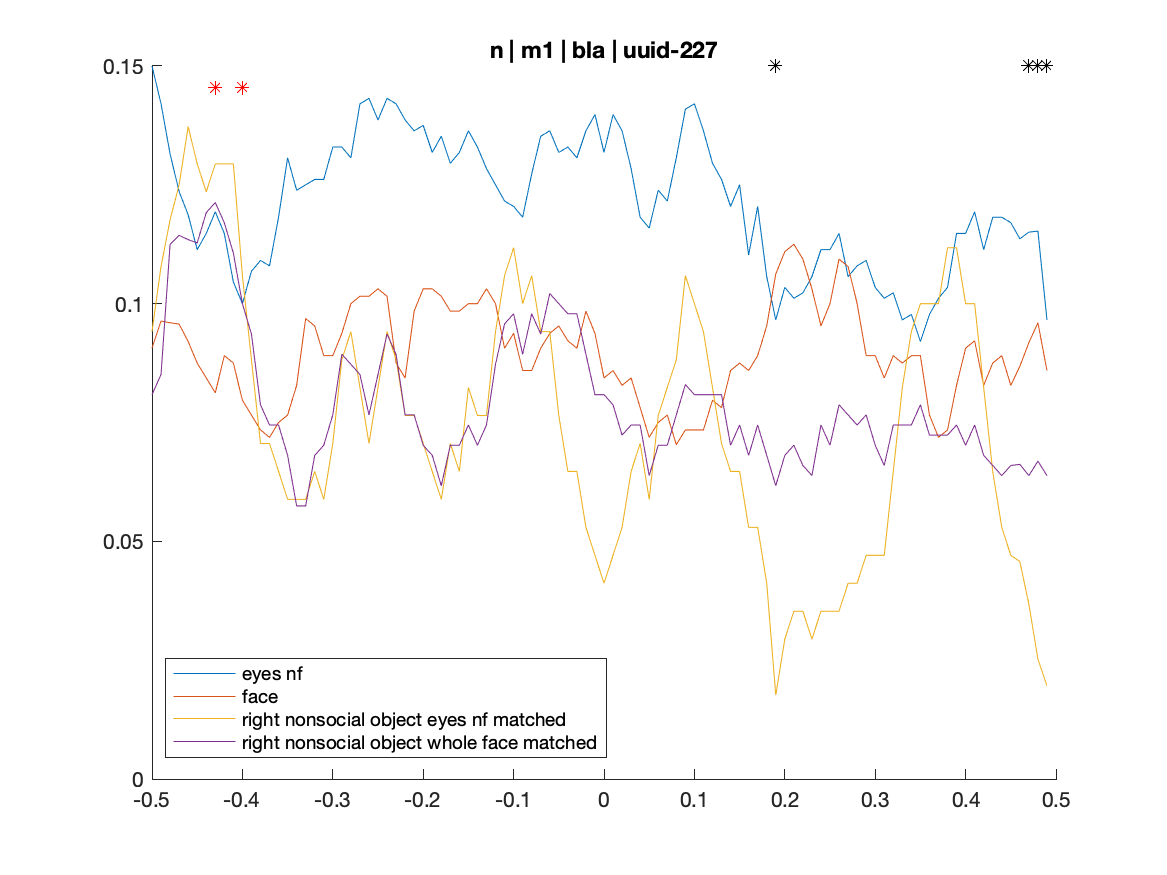 n | m1 | bla | uuid-227
0.15
0.1
0.05
0
eyes nf
face
right nonsocial object eyes nf matched
right nonsocial object whole face matched
-0.5 -0.4 -0.3 -0.2 -0.1 0 0.1 0.2 0.3 0.4 0.5